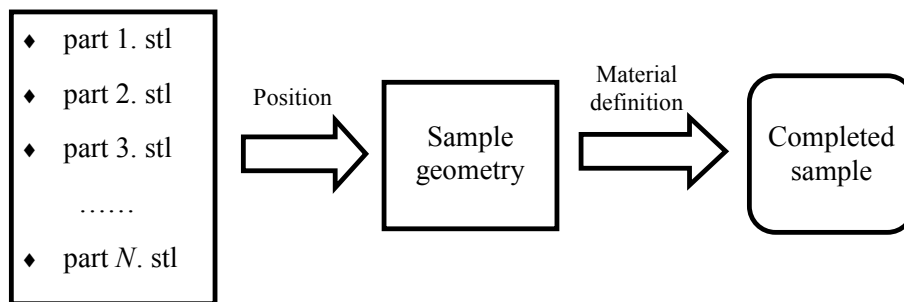 ♦ part 1. stl
♦ part 2. stl
♦ part 3. stl
……
♦ part N. stl
Position
Sample
geometry
Material
definition
Completed
sample